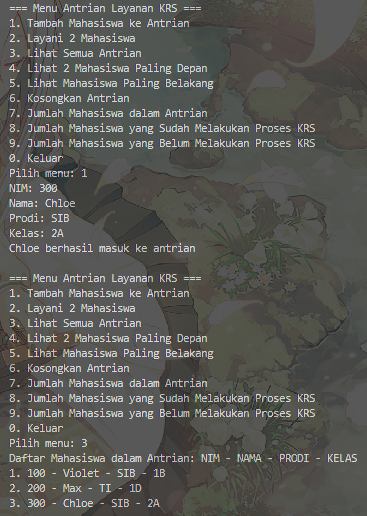 === Menu Antrian Layanan KRS ===
1. Tambah Mahasiswa ke Antrian
2. Layani 2 Mahasiswa
3. Lihat Semua Antrian
4. Lihat 2 Mahasiswa Paling Depan
5. Lihat Mahasiswa Paling Belakang
6. Kosongkan Antrian
7. Jumlah Mahasiswa dalam Antrian
8. Jumlah Mahasiswa yang Sudah Melakukan Proses KRS
9. Jumlah Mahasiswa yang Belum Melakukan Proses KRS
0. Keluar
Pilih menu: 1
NIM: 300
Nama: Chloe
Prodi: SIB
Kelas: 2A
Chloe berhasil masuk ke antrian
=== Menu Antrian Layanan KRS ===
1. Tambah Mahasiswa ke Antrian
2. Layani 2 Mahasiswa
3. Lihat Semua Antrian
4. Lihat 2 Mahasiswa Paling Depan
5. Lihat Mahasiswa Paling Belakang
6. Kosongkan Antrian
7. Jumlah Mahasiswa dalam Antrian
8. Jumlah Mahasiswa yang Sudah Melakukan Proses KRS
9. Jumlah Mahasiswa yang Belum Melakukan Proses KRS
0. Keluar
Pilih menu: 3
Daftar Mahasiswa dalam Antrian: NIM - NAMA - PRODI - KELAS
1. 100 - Violet - SIB - 1B
2. 200 - Max - TI - 1D
3. 300 - Chloe - SIB - 2A